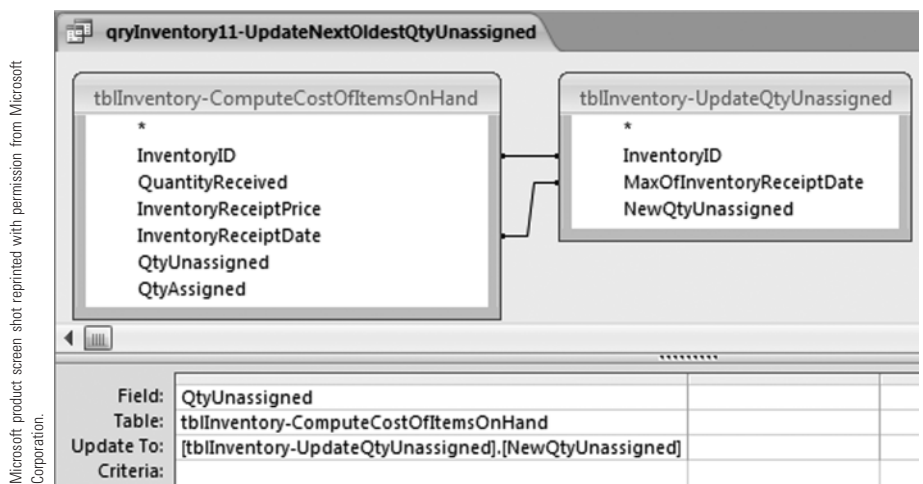 Microsoft product screen shot reprinted with permission from Microsoft
Corporation.
qryInventory11-UpdateNextOldestQtyUnassigned
tblInventory-ComputeCostOfItemsOnHand
*
InventoryID
QuantityReceived
InventoryReceiptPrice
InventoryReceiptDate
QtyUnassigned
QtyAssigned
tblInventory-UpdateQtyUnassigned
*
InventoryID
MaxOfInventoryReceiptDate
NewQtyUnassigned
Field: QtyUnassigned
Table: tblInventory-ComputeCostOfItemsOnHand
Update To: [tblInventory-UpdateQtyUnassigned].[NewQtyUnassigned]
Criteria: